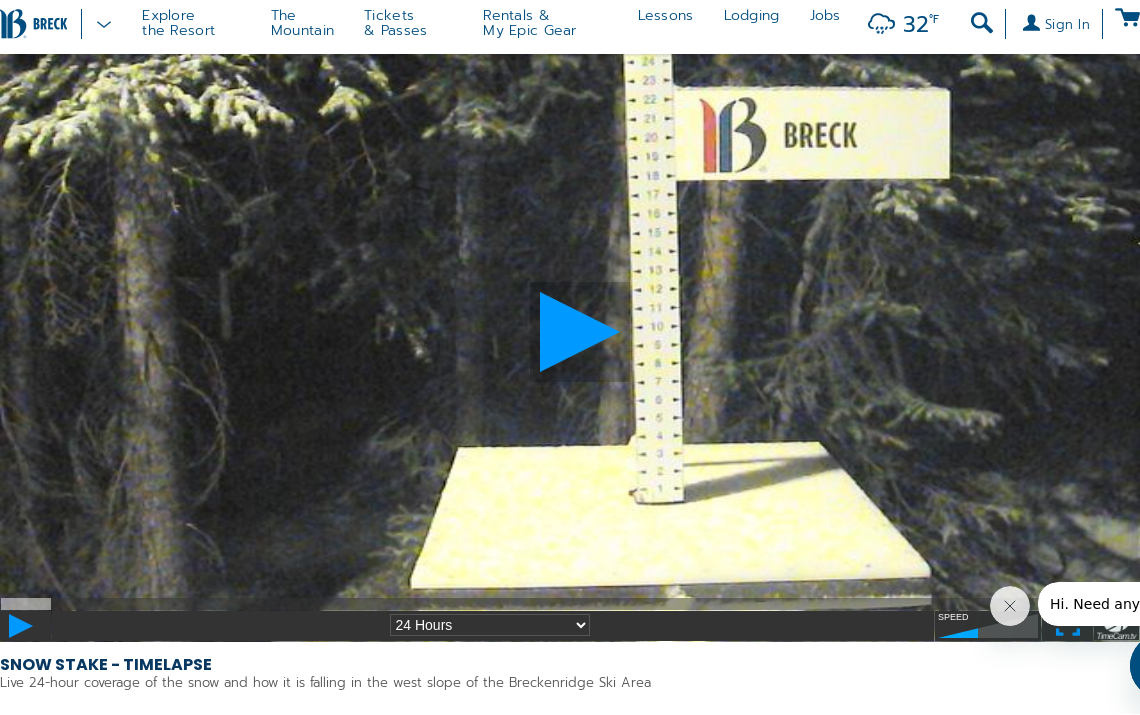 BRECK
Explore
the Resort
The
Mountain
Tickets
& Passes
Rentals &
My Epic Gear
Lessons
Lodging
Jobs
32°F
Sign In
24
23
22
21
20
19
18
17
16
15
14
13
12
11
10
9
8
7
6
5
4
3
2
1
BRECK
24 Hours
SPEED
Hi. Need any
TimeCam.tv
SNOW STAKE - TIMELAPSE
Live 24-hour coverage of the snow and how it is falling in the west slope of the Breckenridge Ski Area